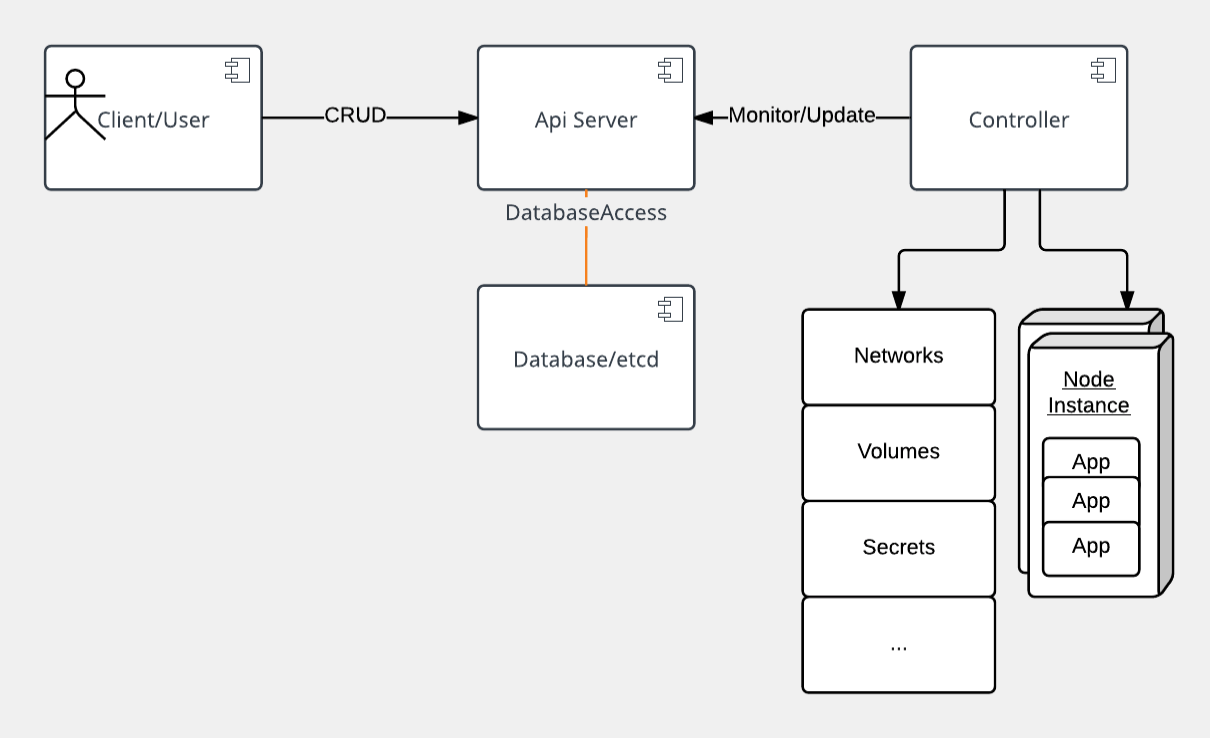 Client/User
CRUD
Api Server
Monitor/Update
Controller
DatabaseAccess
Database/etcd
Networks
Volumes
Secrets
...
Node
Instance
App
App
App